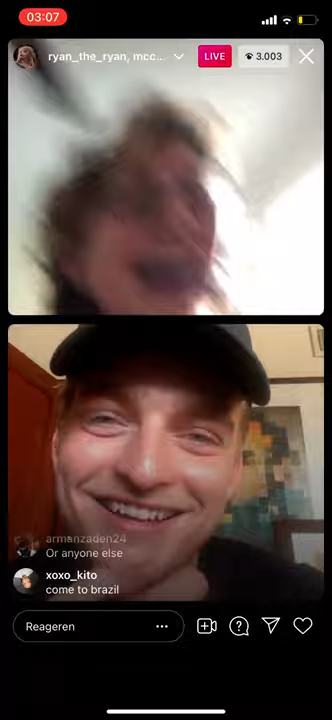 03:07
ryan_the_ryan, mcc...
LIVE
3.003
armanzaden24
Or anyone else
xoxo_kito
come to brazil
Reageren